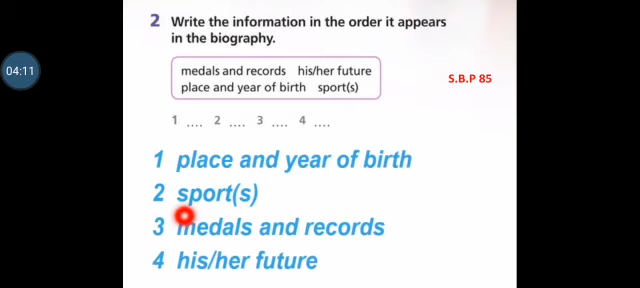 2 Write the information in the order it appears
in the biography.
04:11
medals and records his/her future
place and year of birth sport(s)
S.B.P 85
1 .... 2 .... 3 .... 4 ....
1 place and year of birth
2 sport(s)
3 medals and records
4 his/her future